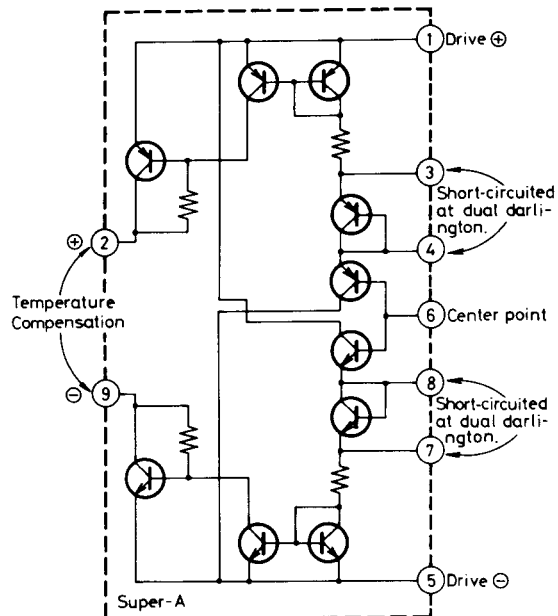 1 Drive ⊕
3
Short-circuited
at dual darli-
ngton.
4
⊕ 2
Temperature
Compensation
6 Center point
⊖ 9
8
Short-circuited
at dual darli-
ngton.
7
5 Drive ⊖
Super-A